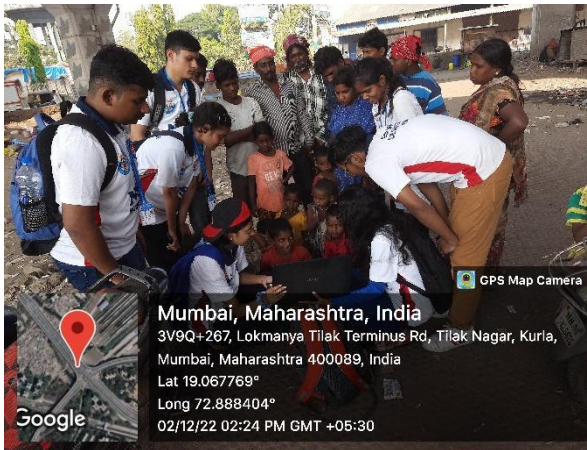 GPS Map Camera
Mumbai, Maharashtra, India
3V9Q+267, Lokmanya Tilak Terminus Rd, Tilak Nagar, Kurla,
Mumbai, Maharashtra 400089, India
Lat 19.067769°
Long 72.888404°
02/12/22 02:24 PM GMT +05:30
Google